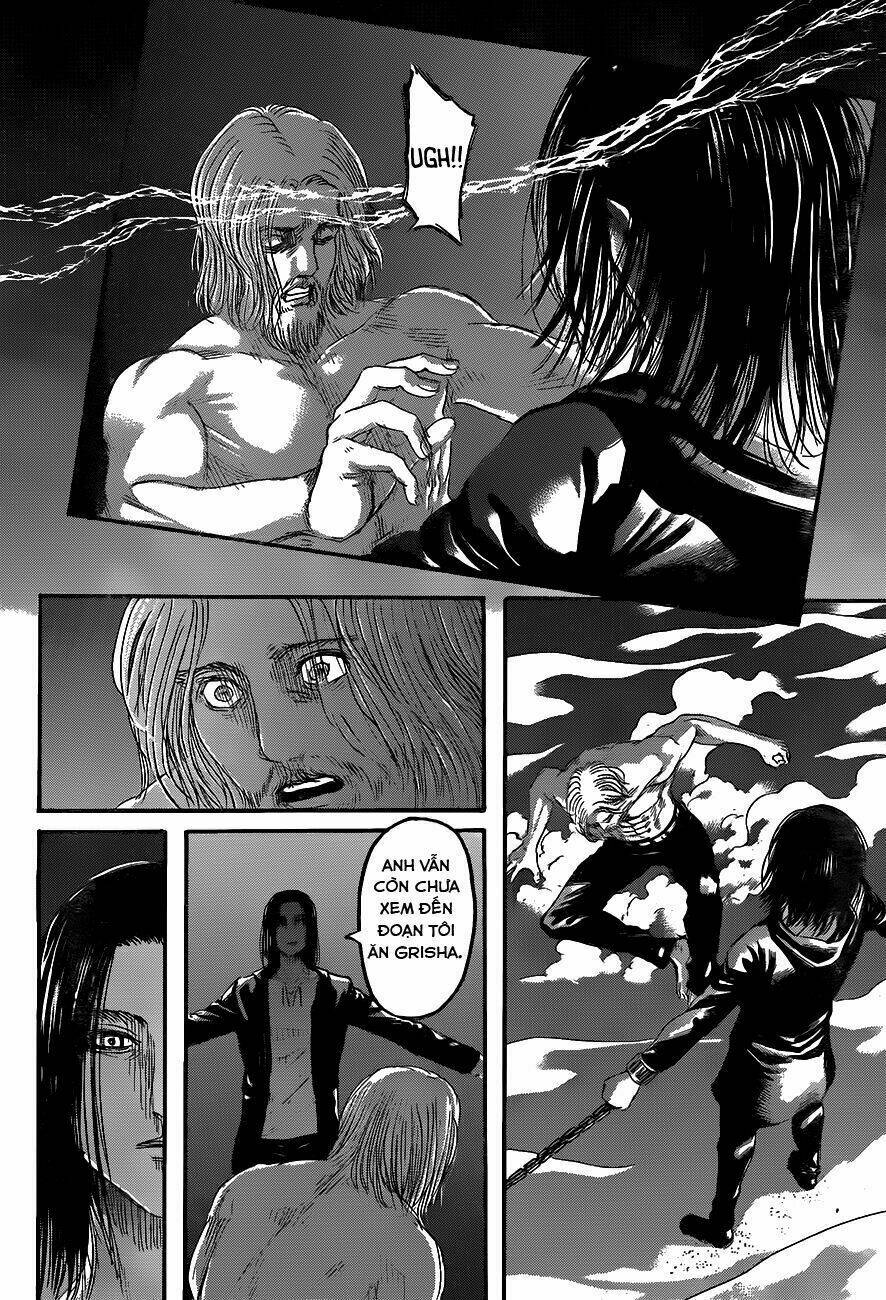 UGH!!
ANH VẪN
CÒN CHƯA
XEM ĐẾN
ĐOẠN TÔI
ĂN GRISHA.